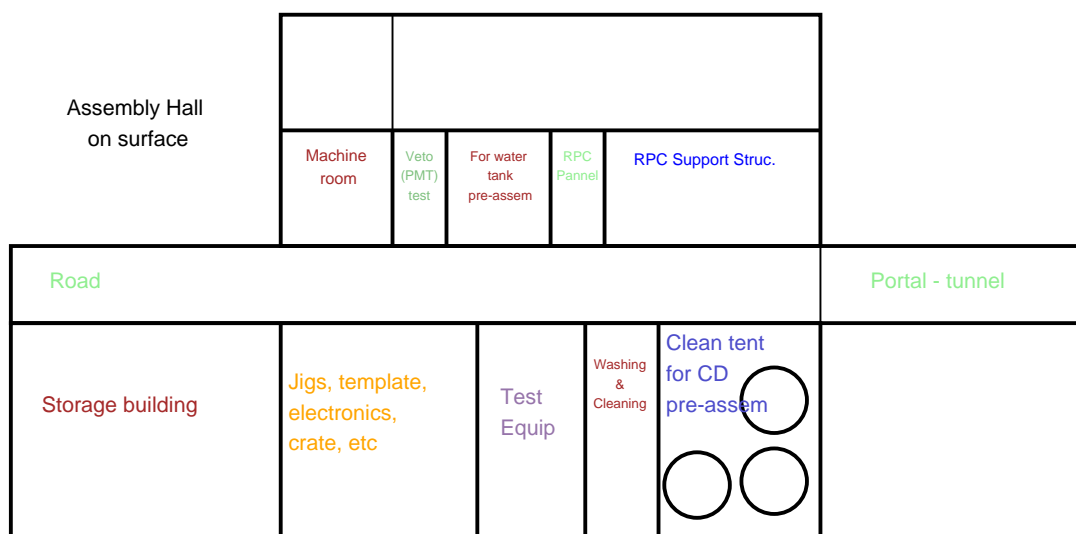 Assembly Hall
on surface
Machine
room
Veto
(PMT)
test
For water
tank
pre-assem
RPC
Pannel
RPC Support Struc.
Road
Portal - tunnel
Storage building
Jigs, template,
electronics,
crate, etc
Test
Equip
Washing
&
Cleaning
Clean tent
for CD
pre-assem